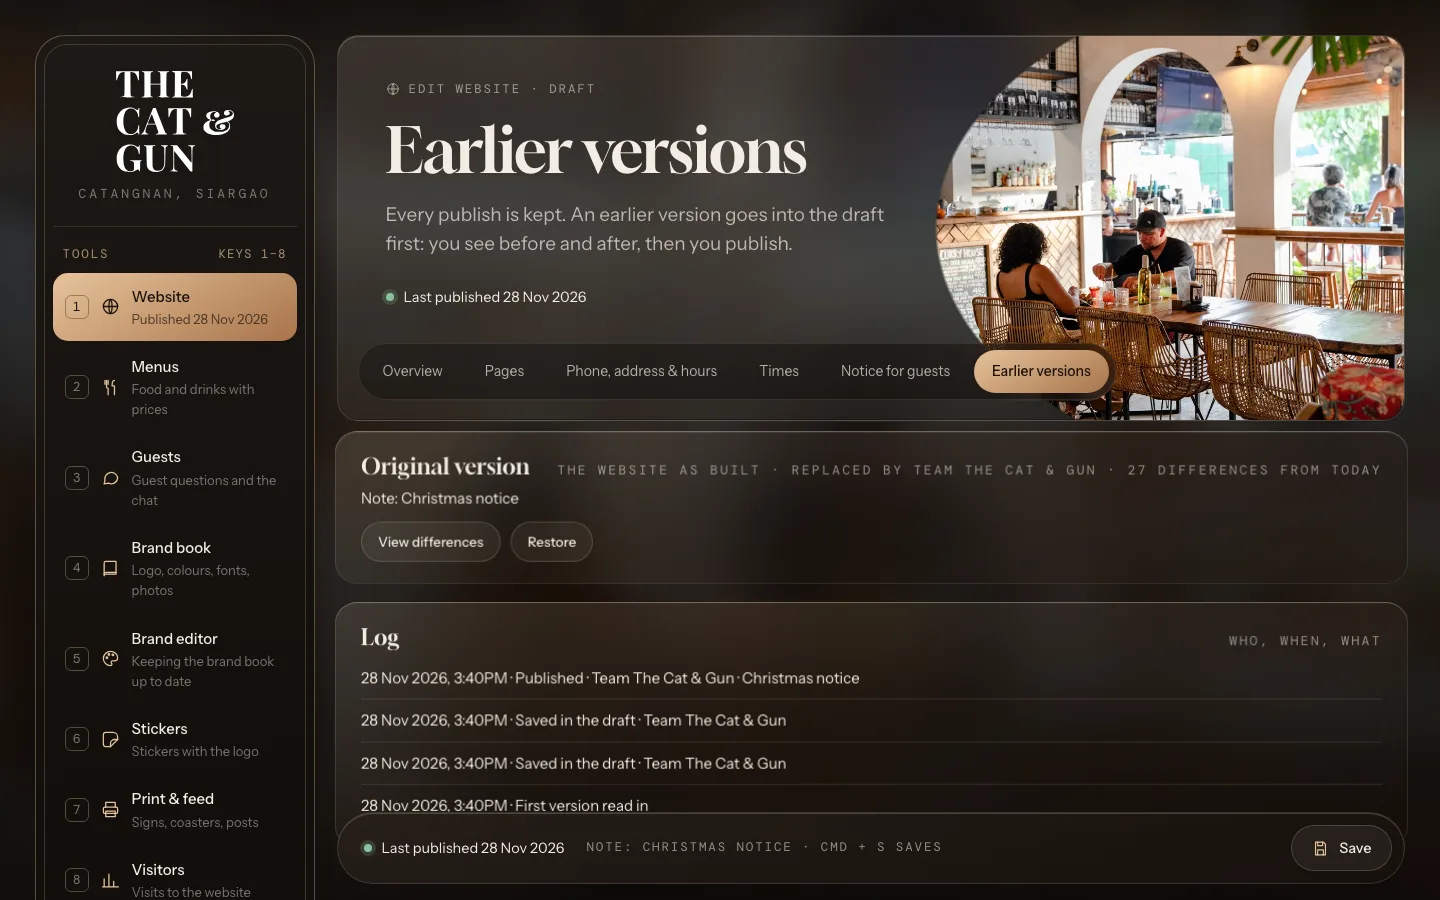 THE
CAT &
GUN
CATANGNAN, SIARGAO
TOOLS KEYS 1–8
1 Website
Published 28 Nov 2026
2 Menus
Food and drinks with
prices
3 Guests
Guest questions and the
chat
4 Brand book
Logo, colours, fonts,
photos
5 Brand editor
Keeping the brand book
up to date
6 Stickers
Stickers with the logo
7 Print & feed
Signs, coasters, posts
8 Visitors
Visits to the website
EDIT WEBSITE · DRAFT
Earlier versions
Every publish is kept. An earlier version goes into the draft
first: you see before and after, then you publish.
Last published 28 Nov 2026
Overview Pages Phone, address & hours Times Notice for guests Earlier versions
Original version THE WEBSITE AS BUILT · REPLACED BY TEAM THE CAT & GUN · 27 DIFFERENCES FROM TODAY
Note: Christmas notice
View differences Restore
Log WHO, WHEN, WHAT
28 Nov 2026, 3:40PM · Published · Team The Cat & Gun · Christmas notice
28 Nov 2026, 3:40PM · Saved in the draft · Team The Cat & Gun
28 Nov 2026, 3:40PM · Saved in the draft · Team The Cat & Gun
28 Nov 2026, 3:40PM · First version read in
Last published 28 Nov 2026 NOTE: CHRISTMAS NOTICE · CMD + S SAVES Save